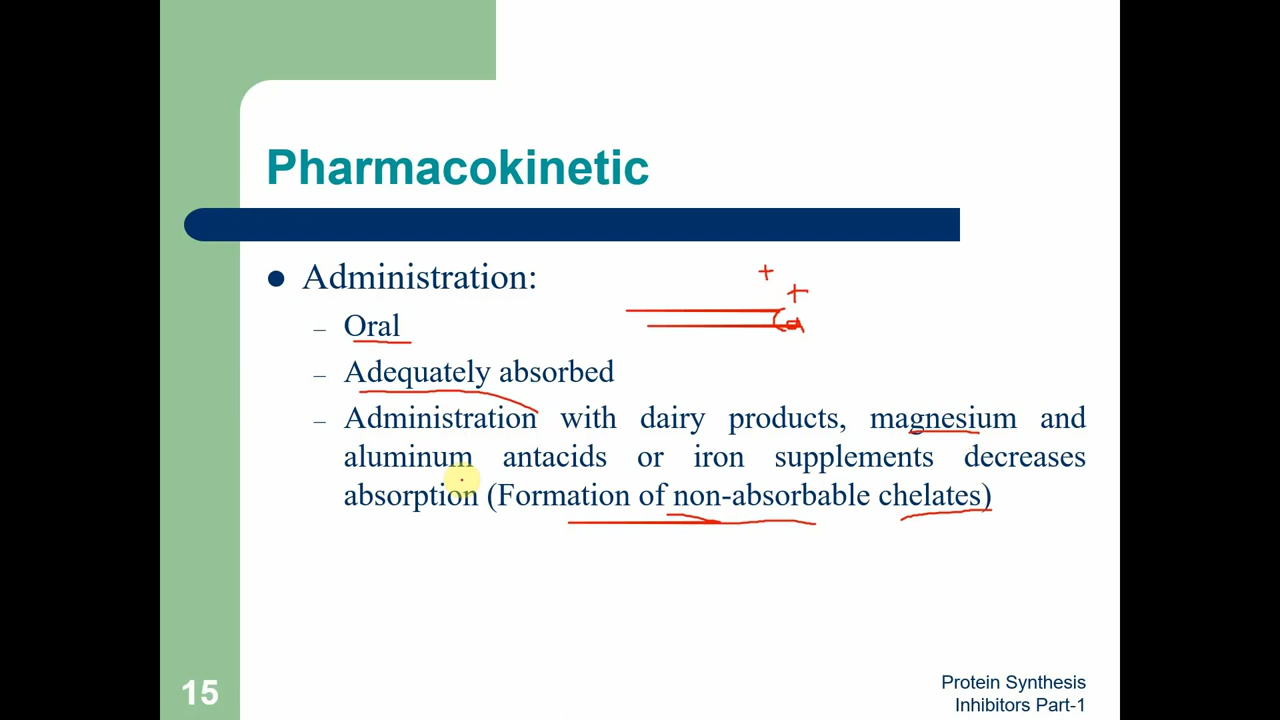 Pharmacokinetic
● Administration:
– Oral
– Adequately absorbed
– Administration with dairy products, magnesium and
aluminum antacids or iron supplements decreases
absorption (Formation of non-absorbable chelates)
15
Protein Synthesis
Inhibitors Part-1